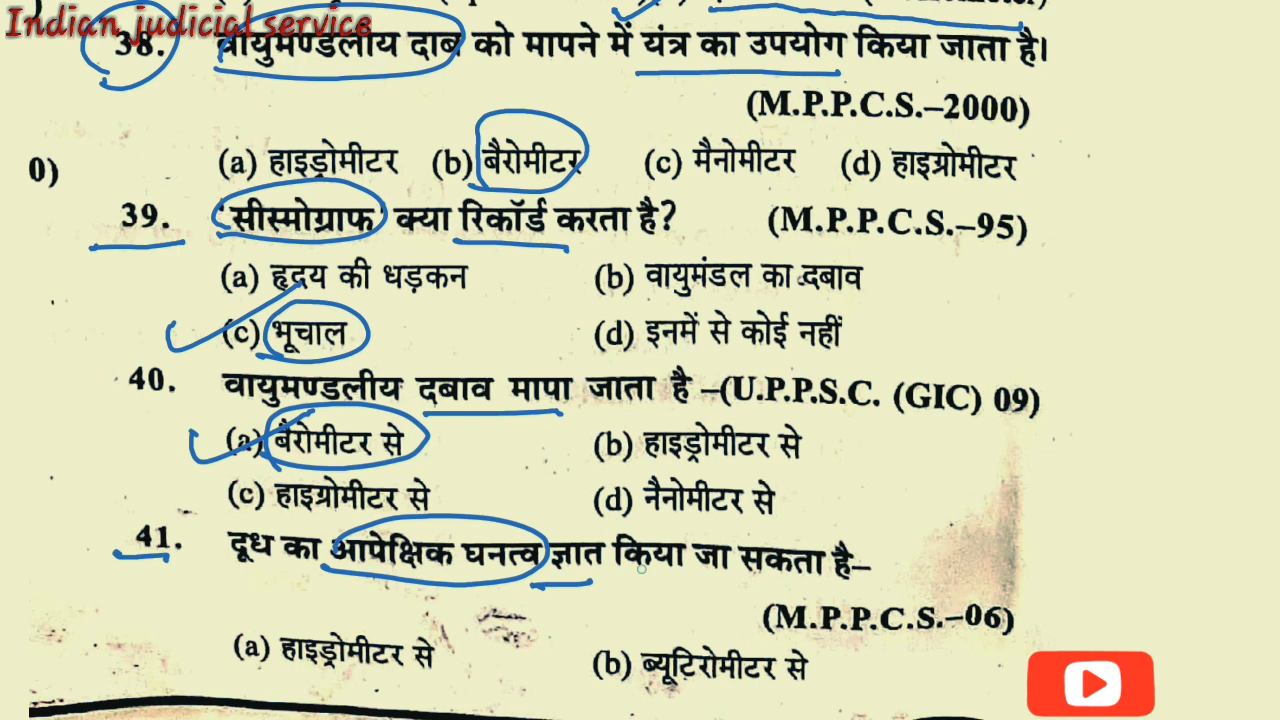 Indian judicial service
38. वायुमण्डलीय दाब को मापने में यंत्र का उपयोग किया जाता है।
(M.P.P.C.S.–2000)
0)
(a) हाइड्रोमीटर (b) बैरोमीटर (c) मैनोमीटर (d) हाइग्रोमीटर
39. 'सीस्मोग्राफ' क्या रिकॉर्ड करता है? (M.P.P.C.S.–95)
(a) हृदय की धड़कन (b) वायुमंडल का दबाव
(c) भूचाल (d) इनमें से कोई नहीं
40. वायुमण्डलीय दबाव मापा जाता है –(U.P.P.S.C. (GIC) 09)
(a) बैरोमीटर से (b) हाइड्रोमीटर से
(c) हाइग्रोमीटर से (d) नैनोमीटर से
41. दूध का आपेक्षिक घनत्व ज्ञात किया जा सकता है–
(M.P.P.C.S.–06)
(a) हाइड्रोमीटर से (b) ब्यूटिरोमीटर से